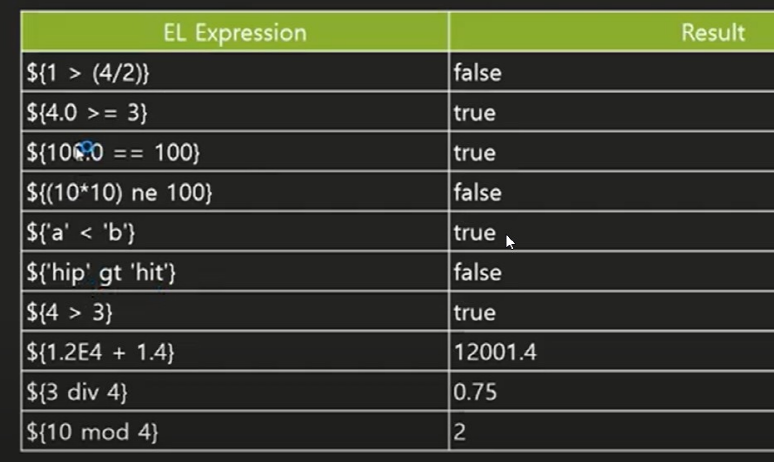 EL Expression Result
${1 > (4/2)} false
${4.0 >= 3} true
${100.0 == 100} true
${(10*10) ne 100} false
${'a' < 'b'} true
${'hip' gt 'hit'} false
${4 > 3} true
${1.2E4 + 1.4} 12001.4
${3 div 4} 0.75
${10 mod 4} 2